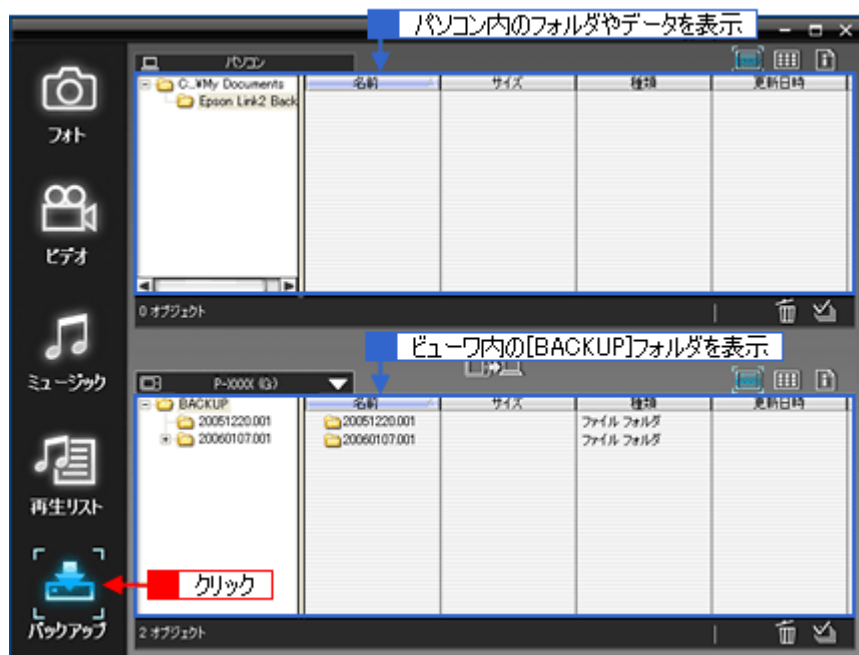 パソコン内のフォルダやデータを表示
パソコン
C:.¥My Documents
Epson Link2 Back
名前 サイズ 種類 更新日時
フォト
ビデオ
ミュージック
再生リスト
バックアップ
0 オブジェクト
ビューワ内の[BACKUP]フォルダを表示
P-XXXX (G)
BACKUP
20051220.001
20060107.001
名前 サイズ 種類 更新日時
20051220.001 ファイル フォルダ
20060107.001 ファイル フォルダ
クリック
2 オブジェクト